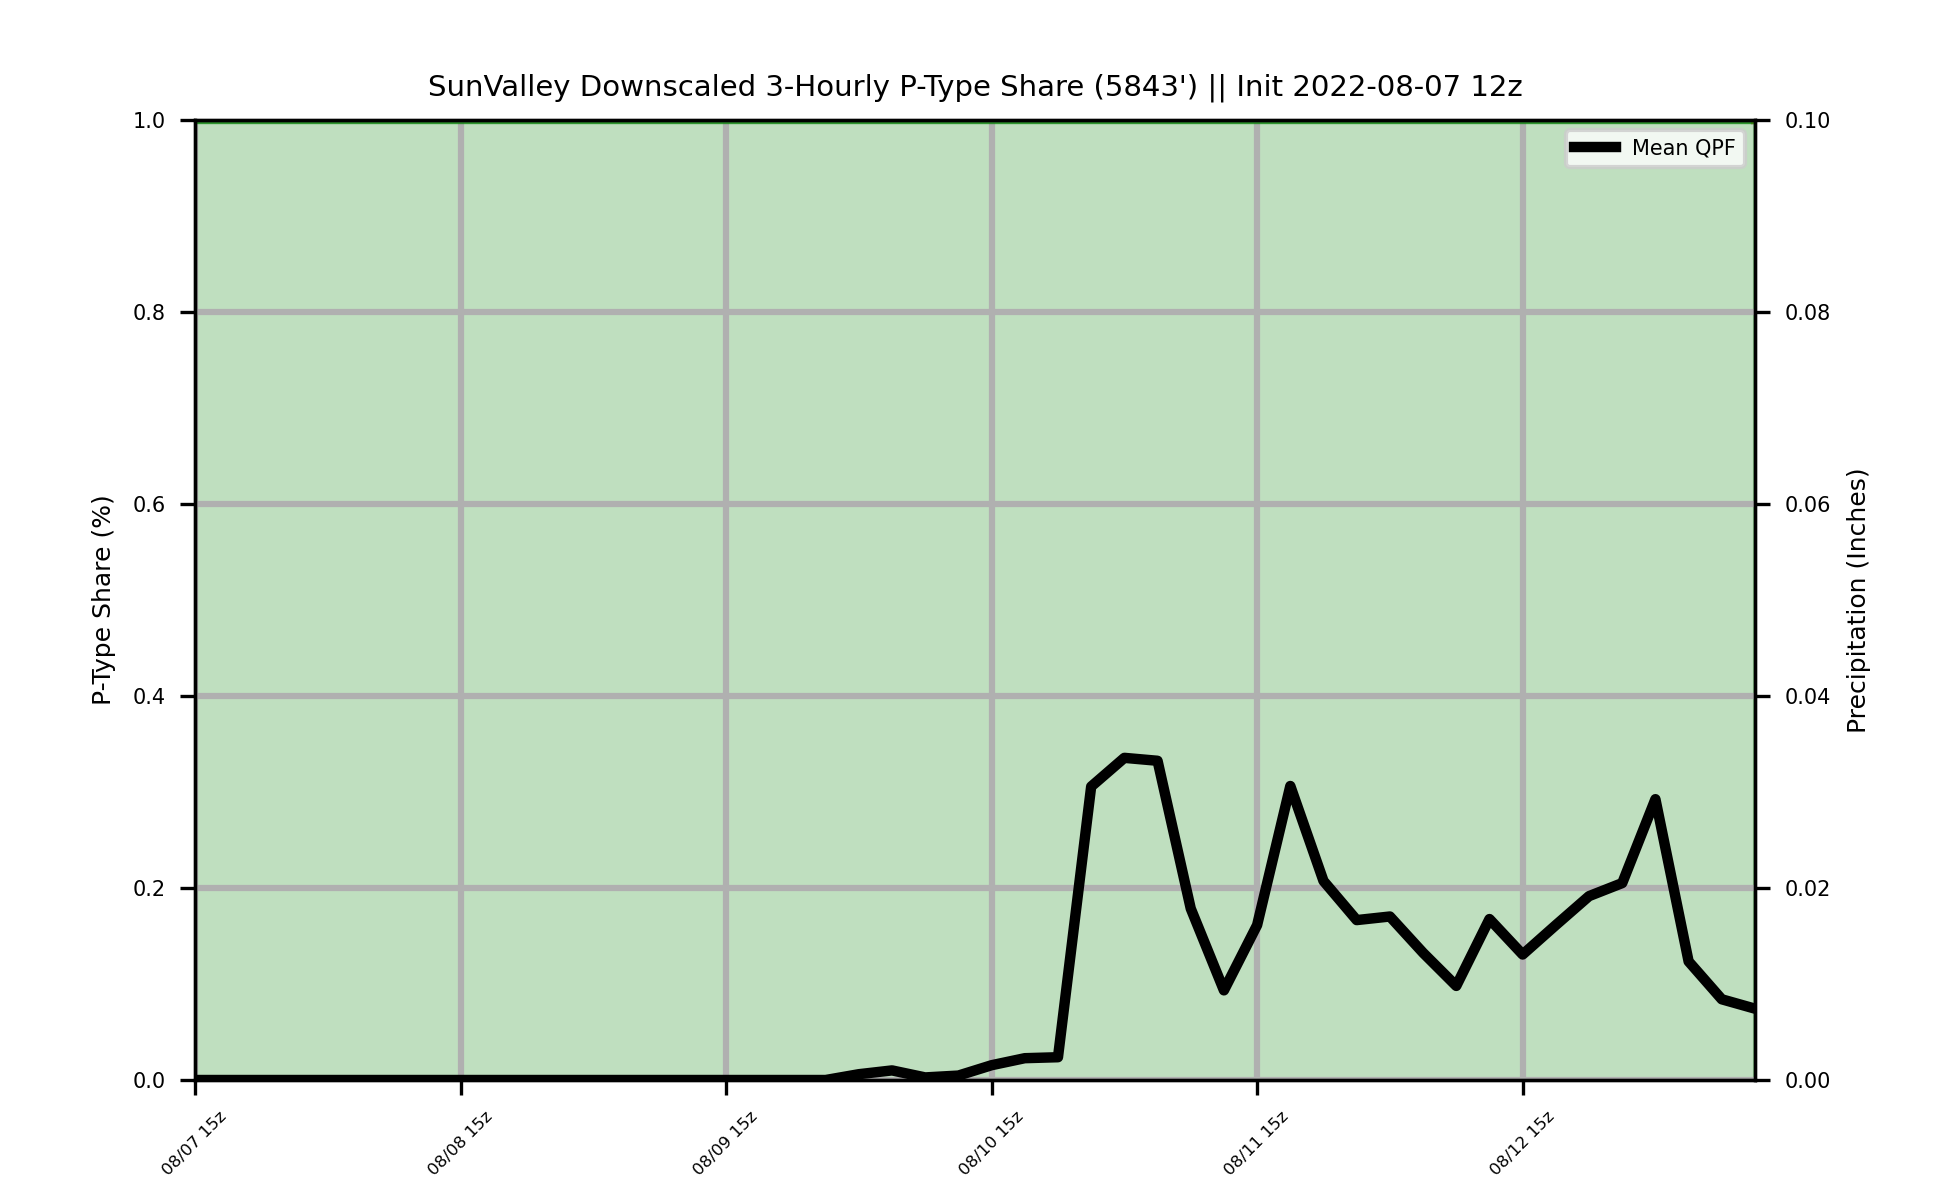 SunValley Downscaled 3-Hourly P-Type Share (5843') || Init 2022-08-07 12z
Mean QPF
P-Type Share (%)
1.0
0.8
0.6
0.4
0.2
0.0
0.10
0.08
0.06
0.04
0.02
0.00
Precipitation (Inches)
08/07 15z
08/08 15z
08/09 15z
08/10 15z
08/11 15z
08/12 15z